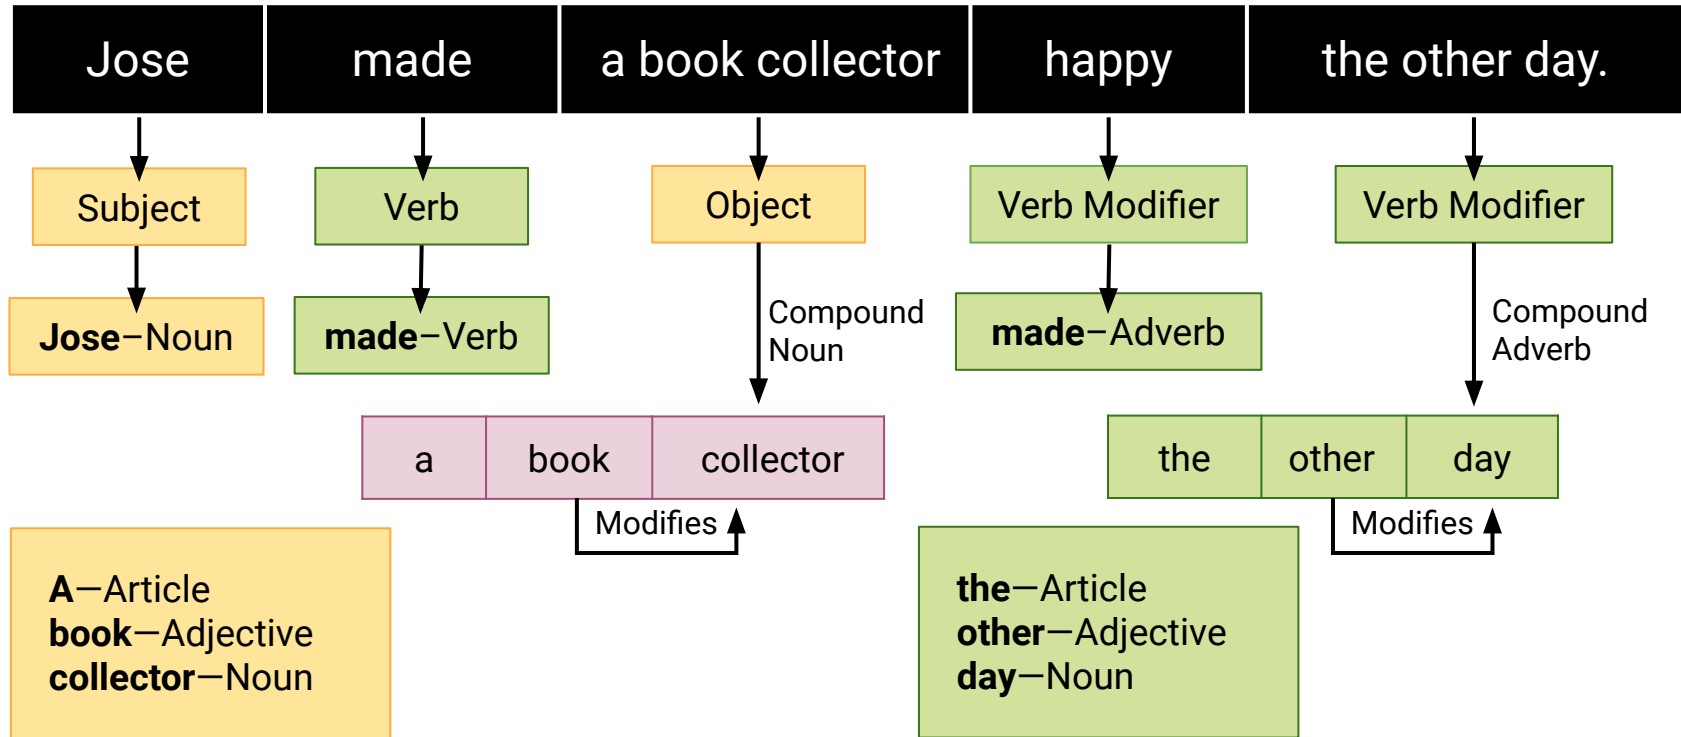 Jose made a book collector happy the other day.
Subject Verb Object Verb Modifier Verb Modifier
Jose–Noun made–Verb Compound Noun made–Adverb Compound Adverb
a book collector
Modifies
the other day
Modifies
A—Article
book—Adjective
collector—Noun
the—Article
other—Adjective
day—Noun